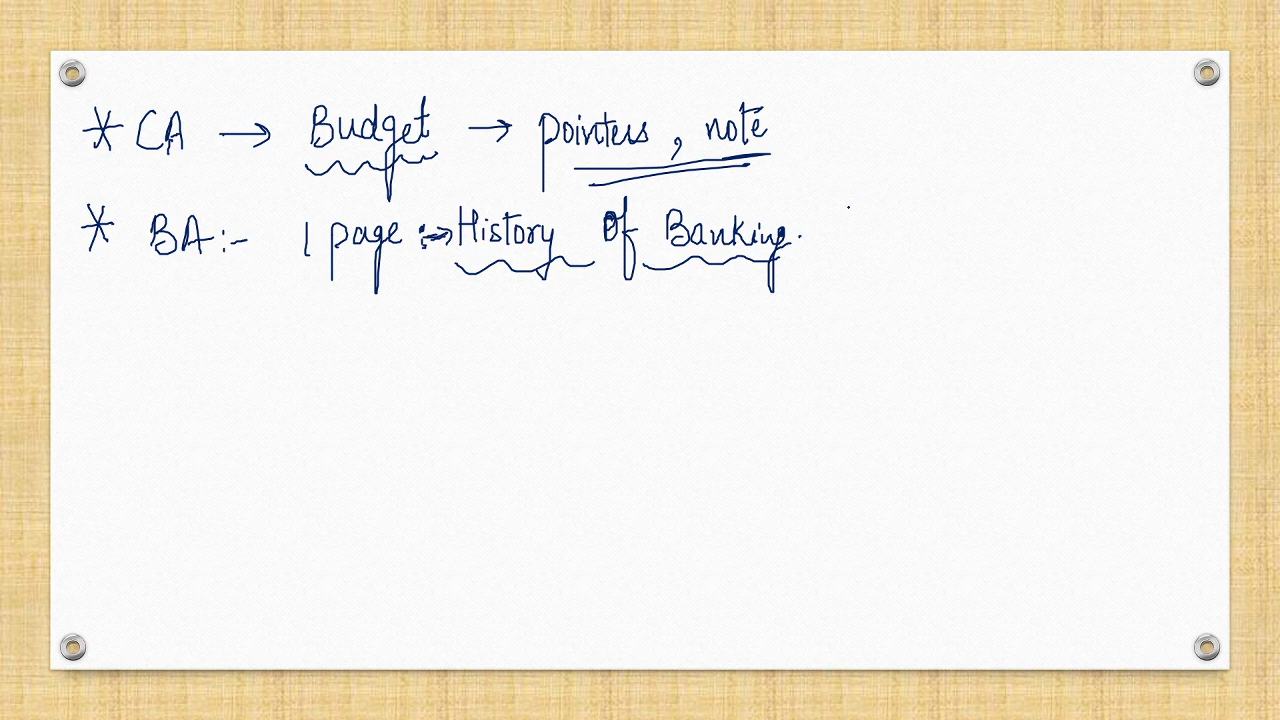 * CA → Budget → pointers, note
* BA:- 1 page :→ History Of Banking.